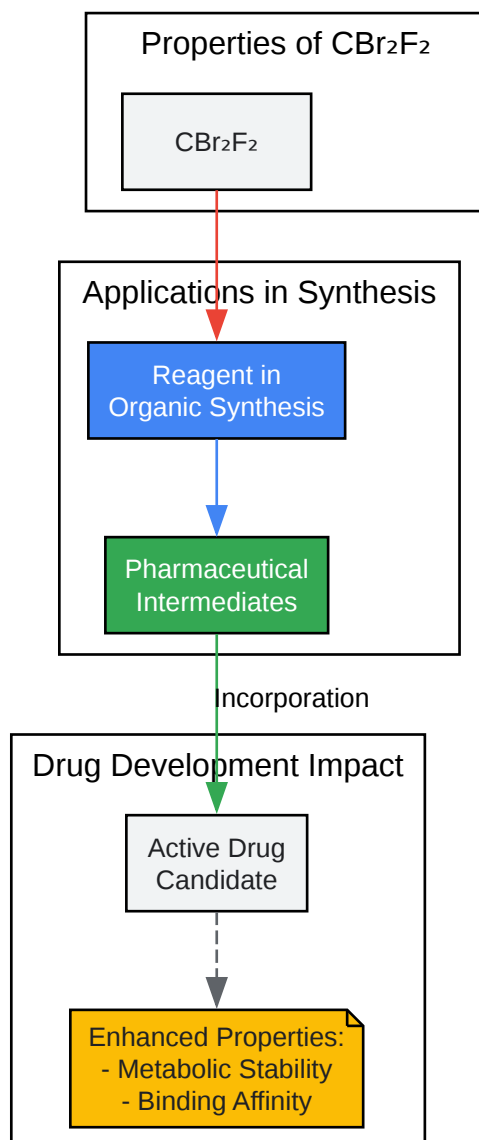 Properties of CBr₂F₂
CBr₂F₂
Applications in Synthesis
Reagent in
Organic Synthesis
Pharmaceutical
Intermediates
Incorporation
Drug Development Impact
Active Drug
Candidate
Enhanced Properties:
- Metabolic Stability
- Binding Affinity